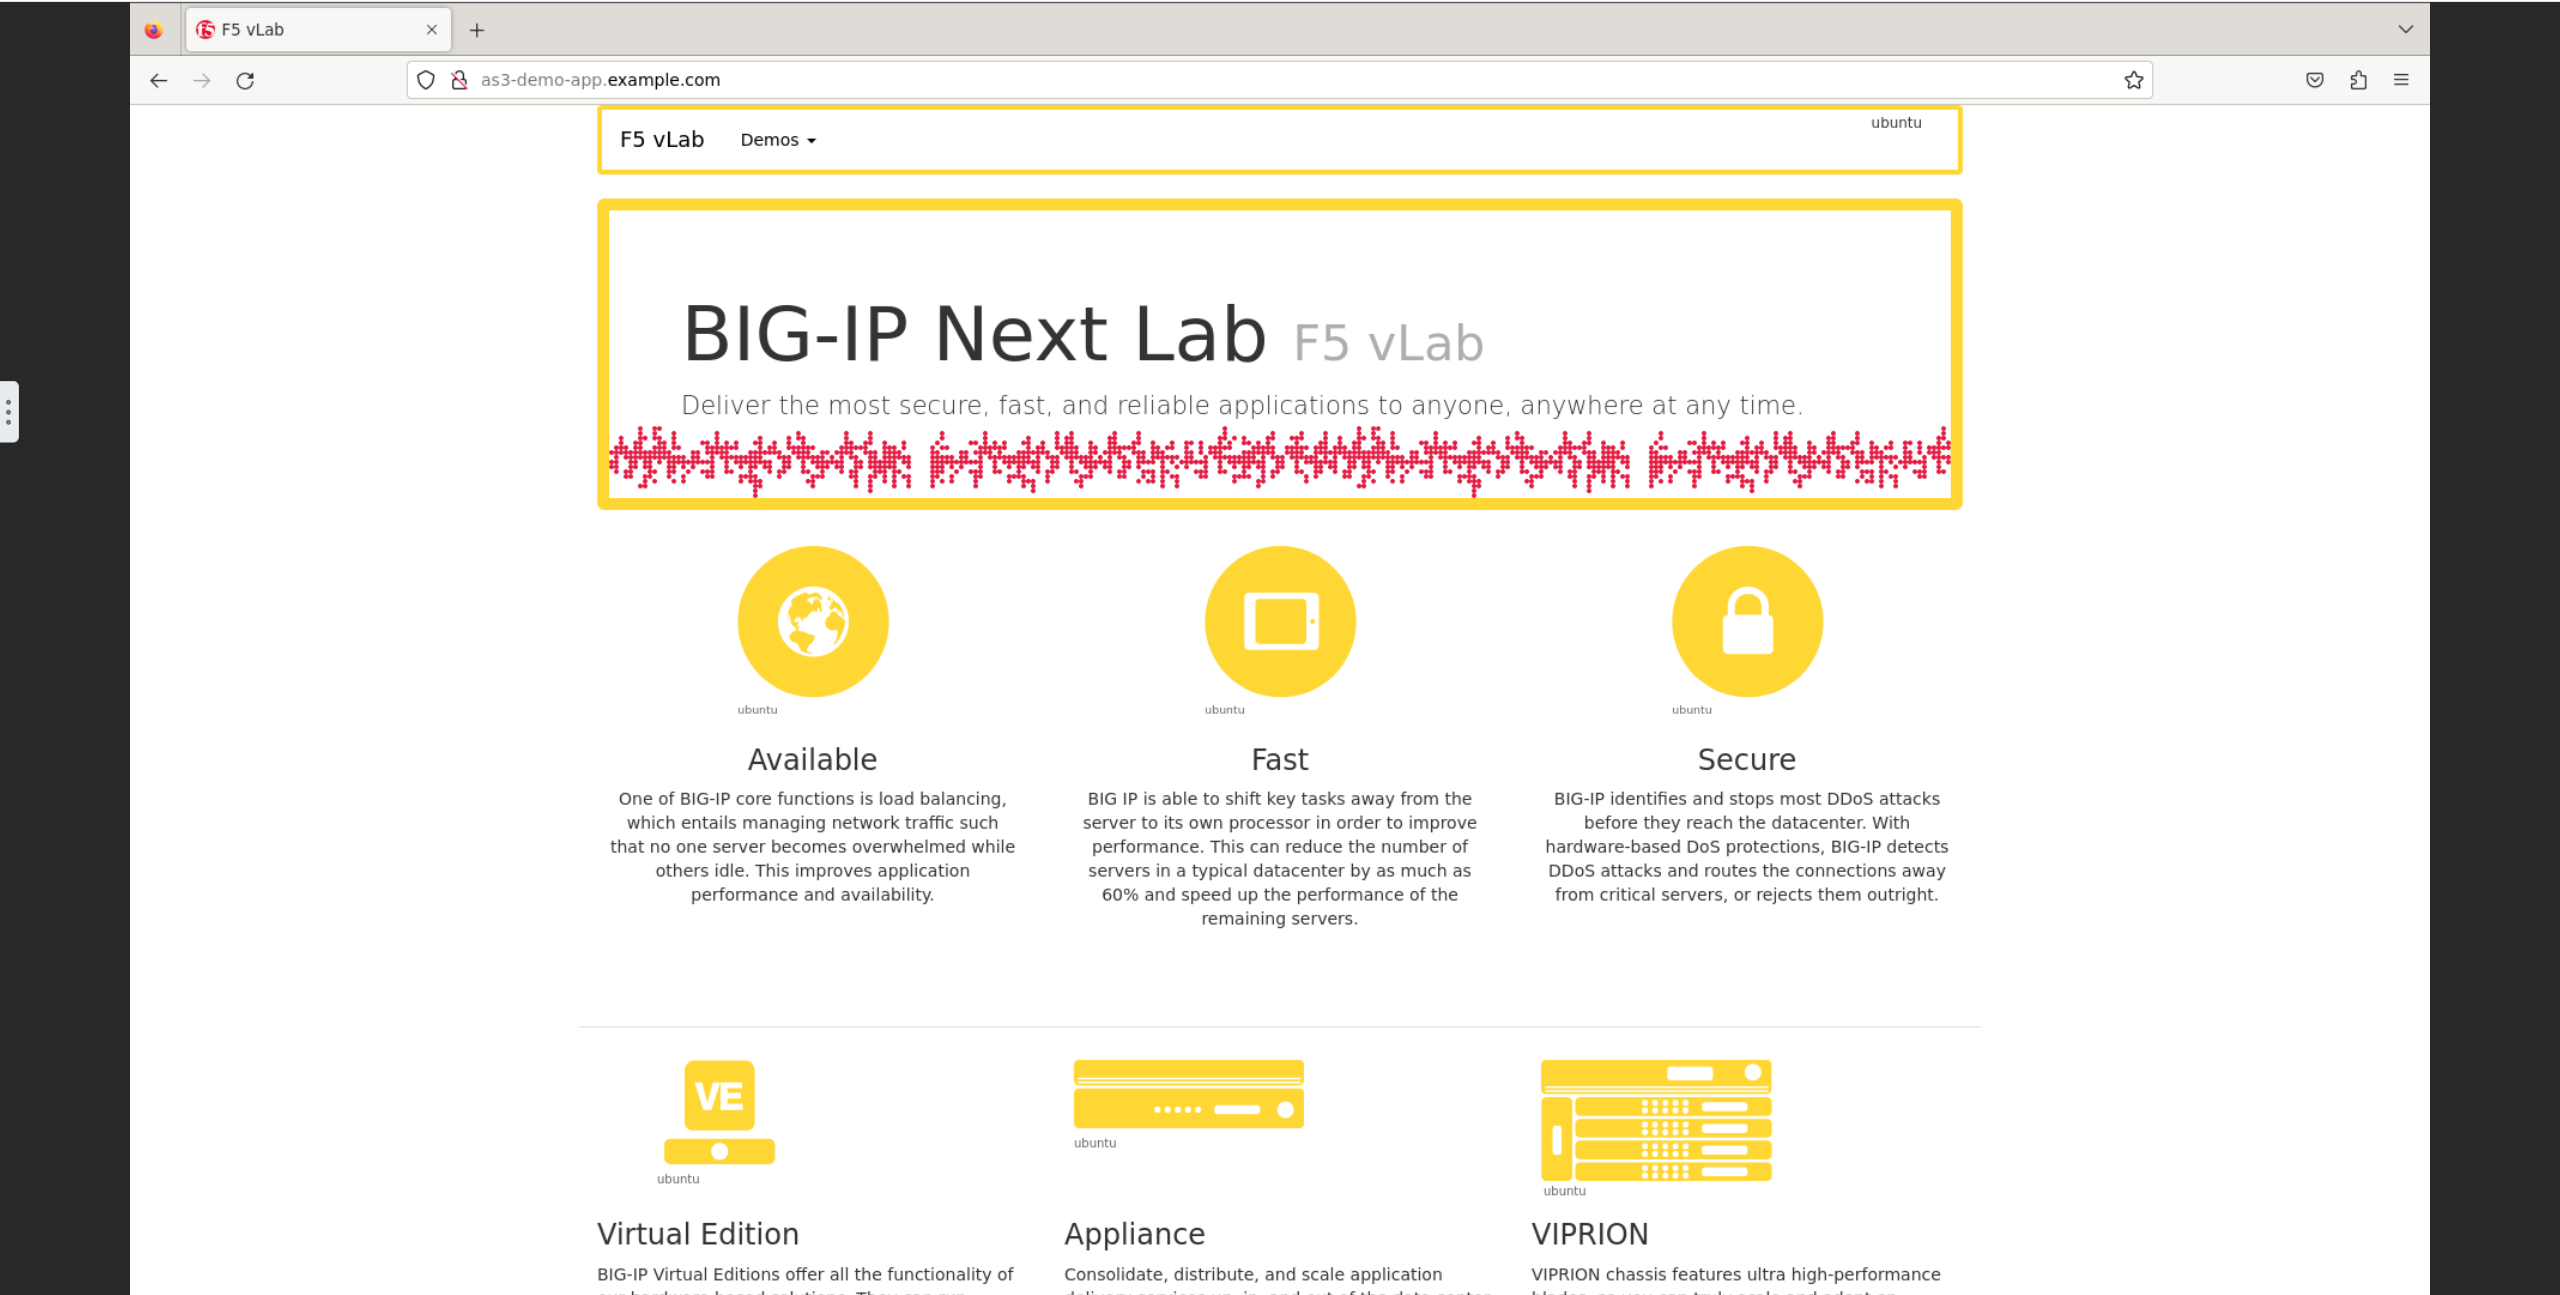 F5 vLab
as3-demo-app.example.com
F5 vLab Demos ubuntu
BIG-IP Next Lab F5 vLab
Deliver the most secure, fast, and reliable applications to anyone, anywhere at any time.
ubuntu
Available
One of BIG-IP core functions is load balancing,
which entails managing network traffic such
that no one server becomes overwhelmed while
others idle. This improves application
performance and availability.
ubuntu
Fast
BIG IP is able to shift key tasks away from the
server to its own processor in order to improve
performance. This can reduce the number of
servers in a typical datacenter by as much as
60% and speed up the performance of the
remaining servers.
ubuntu
Secure
BIG-IP identifies and stops most DDoS attacks
before they reach the datacenter. With
hardware-based DoS protections, BIG-IP detects
DDoS attacks and routes the connections away
from critical servers, or rejects them outright.
VE
ubuntu
Virtual Edition
BIG-IP Virtual Editions offer all the functionality of
ubuntu
Appliance
Consolidate, distribute, and scale application
ubuntu
VIPRION
VIPRION chassis features ultra high-performance